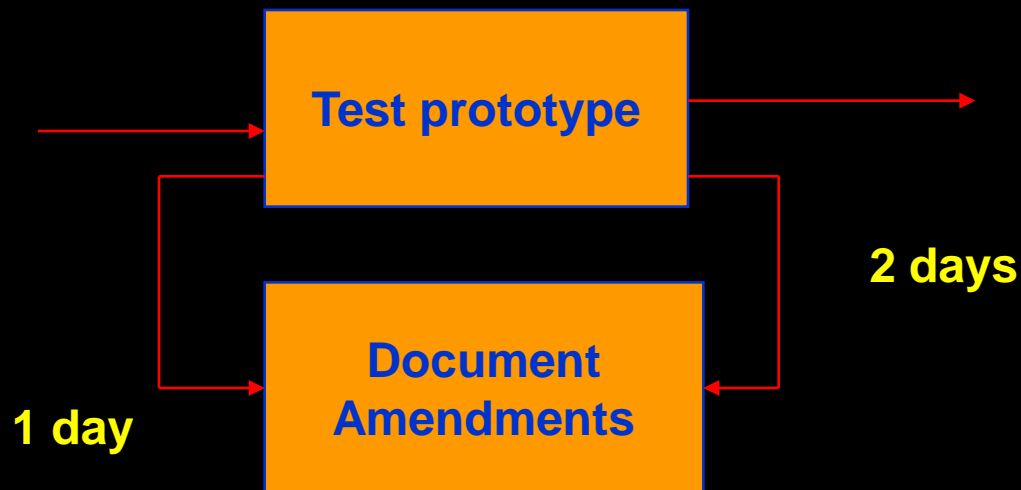 Test prototype
2 days
Document
Amendments
1 day